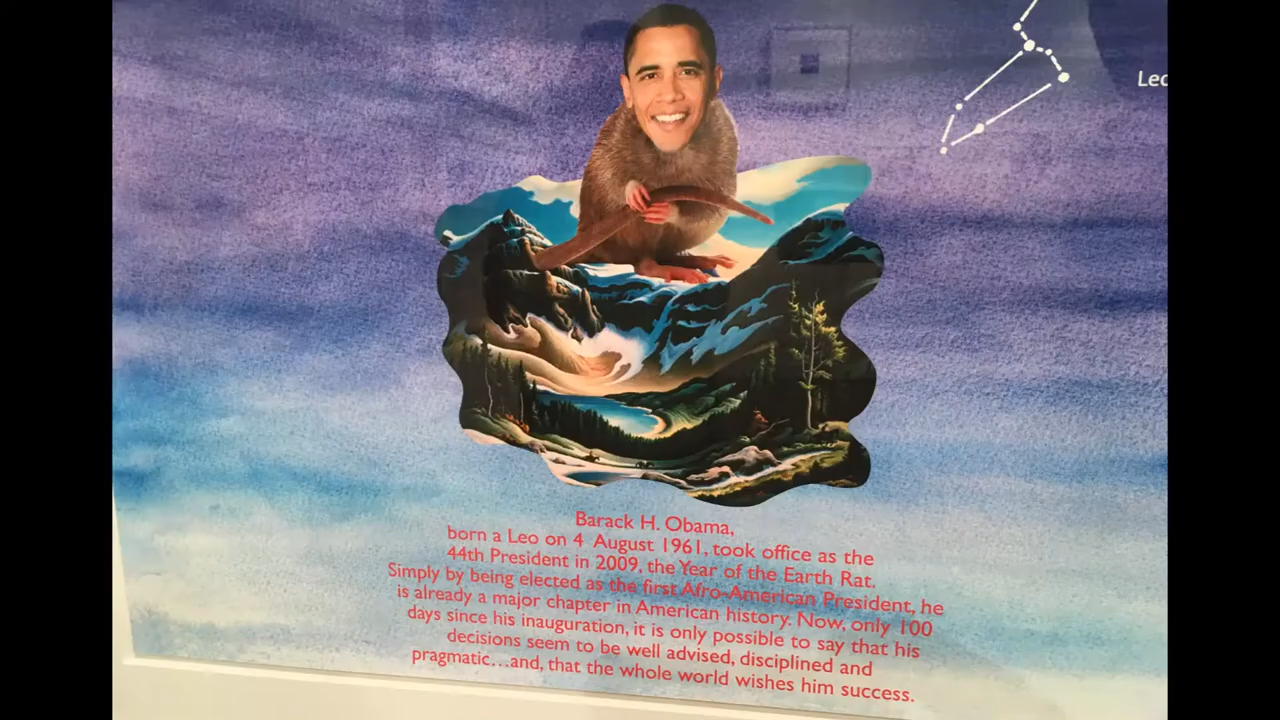 Leo
Barack H. Obama,
born a Leo on 4 August 1961, took office as the
44th President in 2009, the Year of the Earth Rat.
Simply by being elected as the first Afro-American President, he
is already a major chapter in American history. Now, only 100
days since his inauguration, it is only possible to say that his
decisions seem to be well advised, disciplined and
pragmatic...and, that the whole world wishes him success.